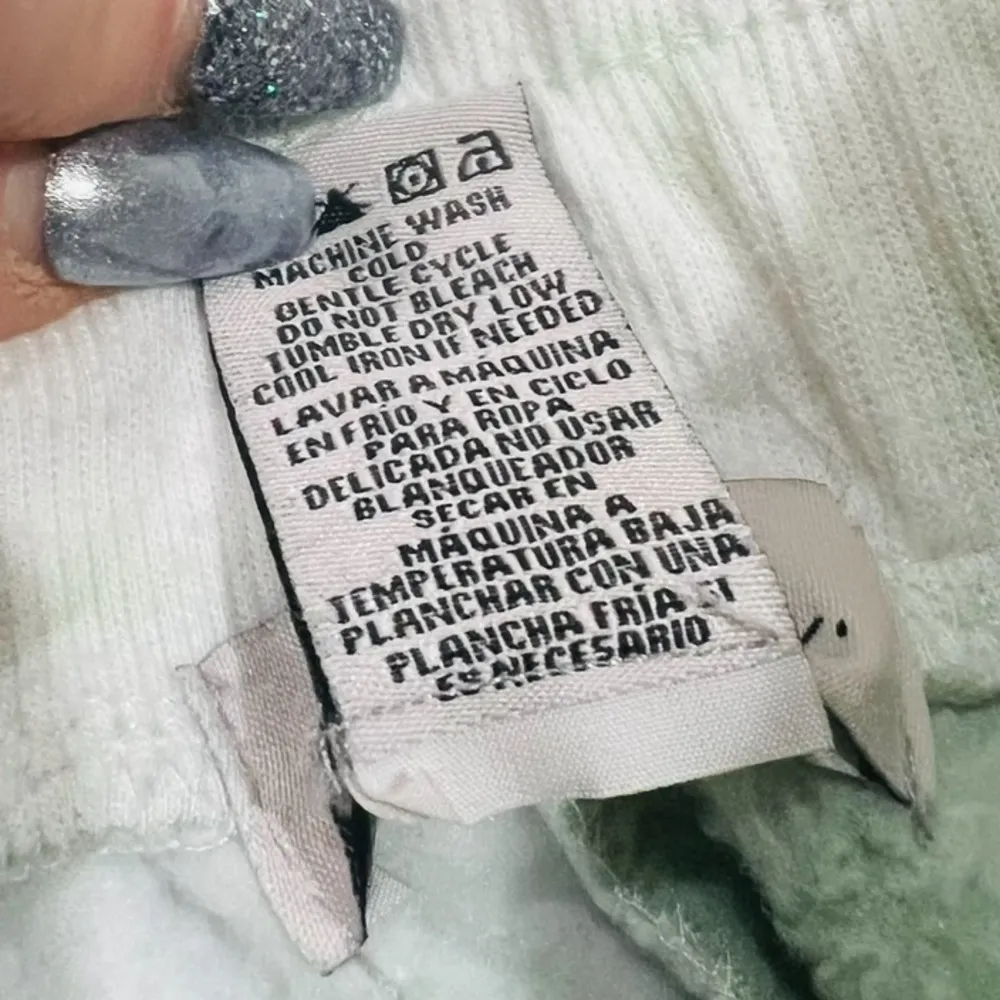 MACHINE WASH
COLD
GENTLE CYCLE
DO NOT BLEACH
TUMBLE DRY LOW
COOL IRON IF NEEDED
LAVAR A MÁQUINA
EN FRÍO Y EN CICLO
PARA ROPA
DELICADA NO USAR
BLANQUEADOR
SECAR EN
MÁQUINA A
TEMPERATURA BAJA
PLANCHAR CON UNA
PLANCHA FRÍA SI
ES NECESARIO